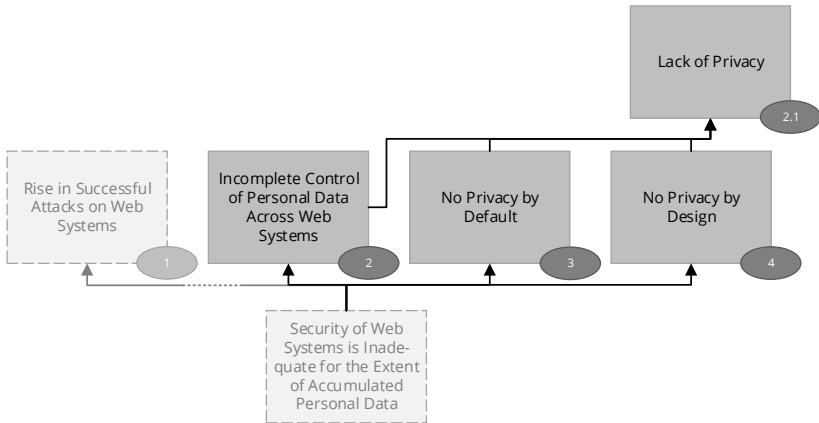 Lack of Privacy
2.1
Rise in Successful
Attacks on Web
Systems
1
Incomplete Control
of Personal Data
Across Web
Systems
2
No Privacy by
Default
3
No Privacy by
Design
4
Security of Web
Systems is Inade-
quate for the Extent
of Accumulated
Personal Data